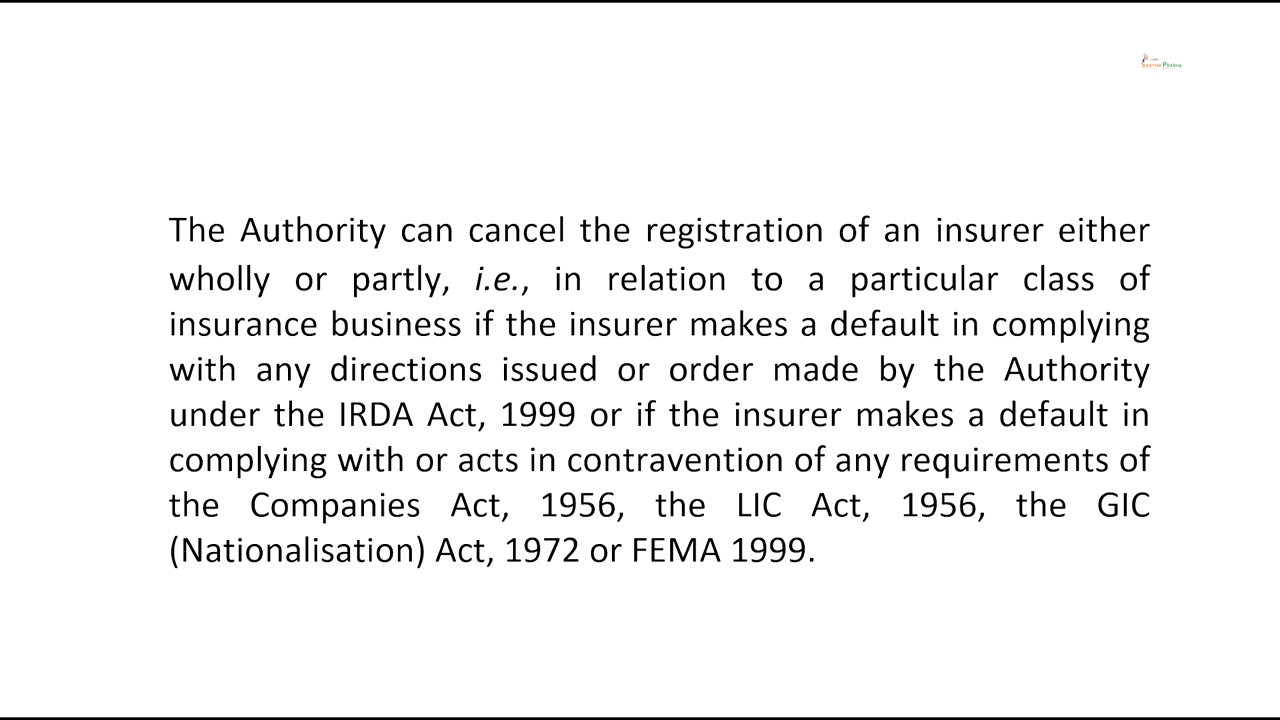 SWAYAM PRABHA
The Authority can cancel the registration of an insurer either
wholly or partly, i.e., in relation to a particular class of
insurance business if the insurer makes a default in complying
with any directions issued or order made by the Authority
under the IRDA Act, 1999 or if the insurer makes a default in
complying with or acts in contravention of any requirements of
the Companies Act, 1956, the LIC Act, 1956, the GIC
(Nationalisation) Act, 1972 or FEMA 1999.